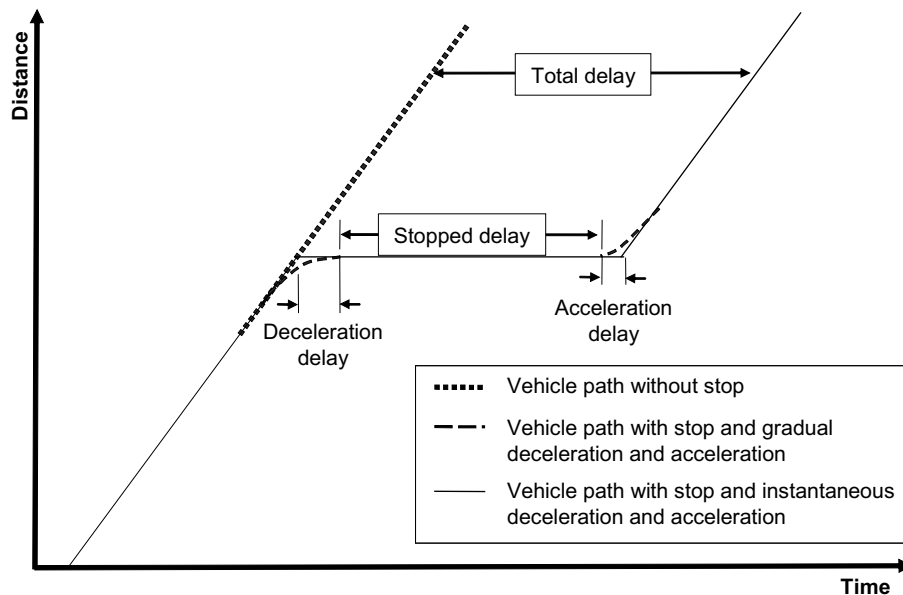 Distance
Total delay
Stopped delay
Deceleration
delay
Acceleration
delay
Vehicle path without stop
Vehicle path with stop and gradual
deceleration and acceleration
Vehicle path with stop and instantaneous
deceleration and acceleration
Time